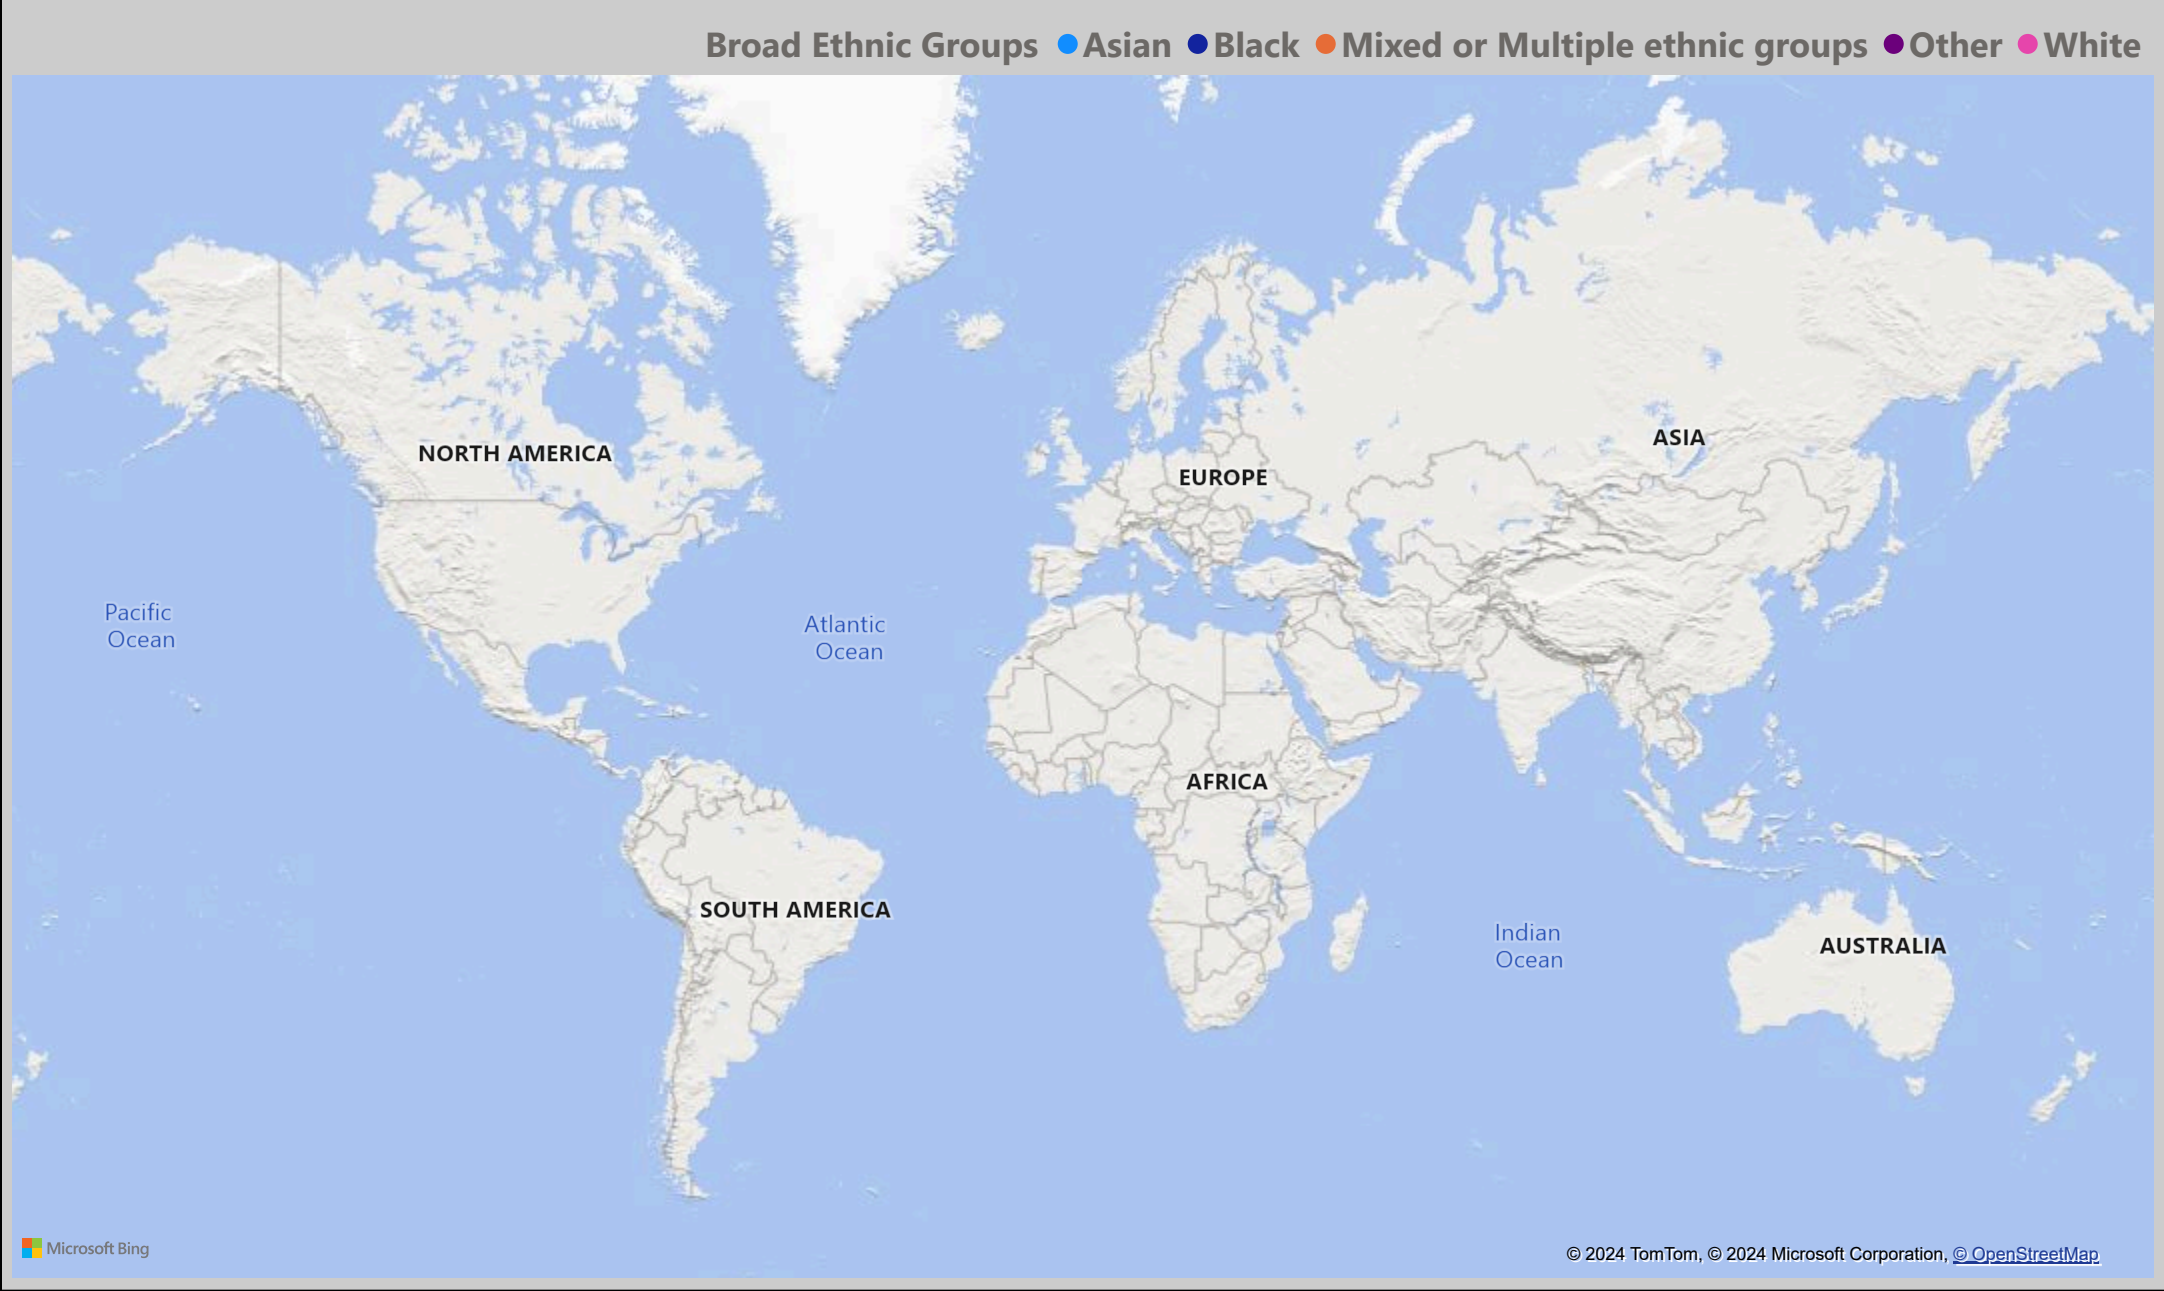 Broad Ethnic Groups Asian Black Mixed or Multiple ethnic groups Other White
ASIA
NORTH AMERICA
EUROPE
Pacific
Ocean
Atlantic
Ocean
AFRICA
SOUTH AMERICA
Indian
Ocean
AUSTRALIA
Microsoft Bing
© 2024 TomTom, © 2024 Microsoft Corporation, © OpenStreetMap